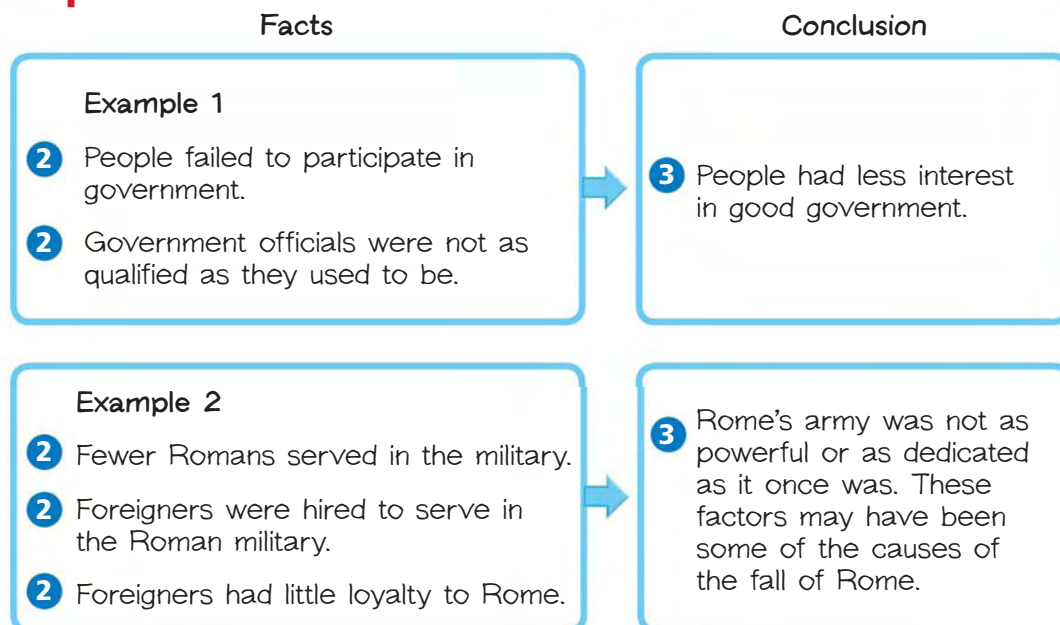 Facts
Conclusion
Example 1
2 People failed to participate in
government.
2 Government officials were not as
qualified as they used to be.
3 People had less interest
in good government.
Example 2
2 Fewer Romans served in the military.
2 Foreigners were hired to serve in
the Roman military.
2 Foreigners had little loyalty to Rome.
3 Rome's army was not as
powerful or as dedicated
as it once was. These
factors may have been
some of the causes of
the fall of Rome.